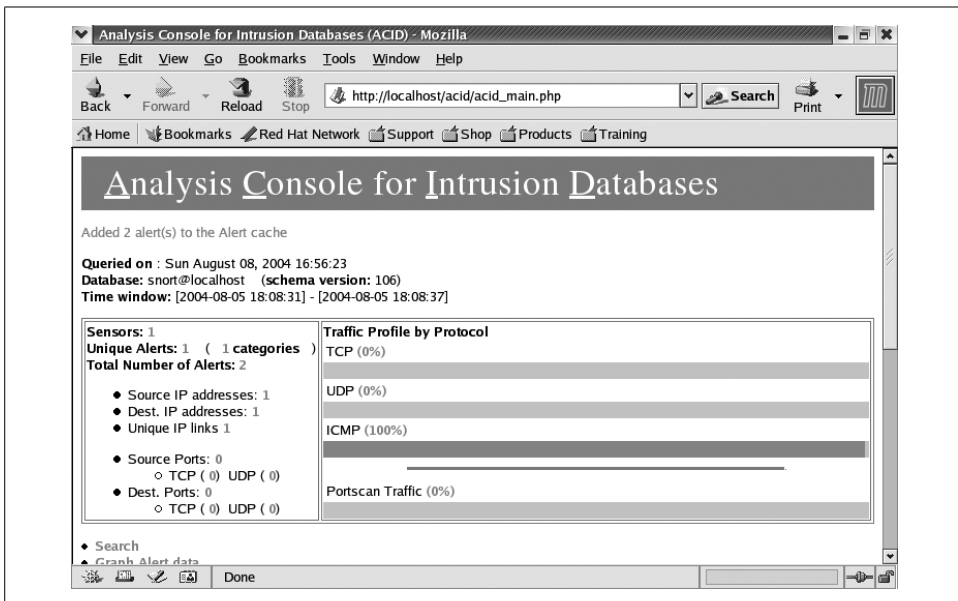 Analysis Console for Intrusion Databases (ACID) - Mozilla
File Edit View Go Bookmarks Tools Window Help
Back Forward Reload Stop http://localhost/acid/acid_main.php Search Print
Home Bookmarks Red Hat Network Support Shop Products Training
Analysis Console for Intrusion Databases
Added 2 alert(s) to the Alert cache
Queried on : Sun August 08, 2004 16:56:23
Database: snort@localhost (schema version: 106)
Time window: [2004-08-05 18:08:31] - [2004-08-05 18:08:37]
Sensors: 1
Unique Alerts: 1 ( 1 categories )
Total Number of Alerts: 2
Source IP addresses: 1
Dest. IP addresses: 1
Unique IP links 1
Source Ports: 0
TCP ( 0) UDP ( 0)
Dest. Ports: 0
TCP ( 0) UDP ( 0)
Traffic Profile by Protocol
TCP (0%)
UDP (0%)
ICMP (100%)
Portscan Traffic (0%)
Search
Graph Alert data
Done